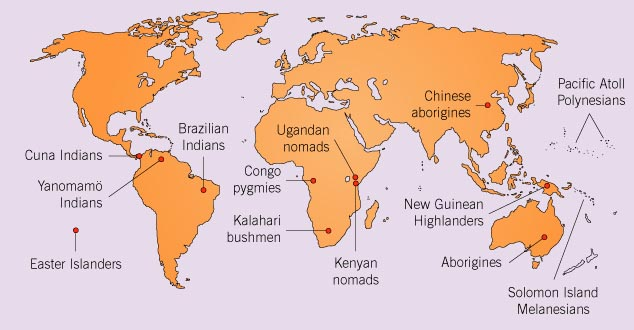 Pacific Atoll
Polynesians
Chinese
aborigines
Brazilian
Indians
Ugandan
nomads
Cuna Indians
Congo
pygmies
Yanomamö
Indians
New Guinean
Highlanders
Kalahari
bushmen
Easter Islanders
Kenyan
nomads
Aborigines
Solomon Island
Melanesians